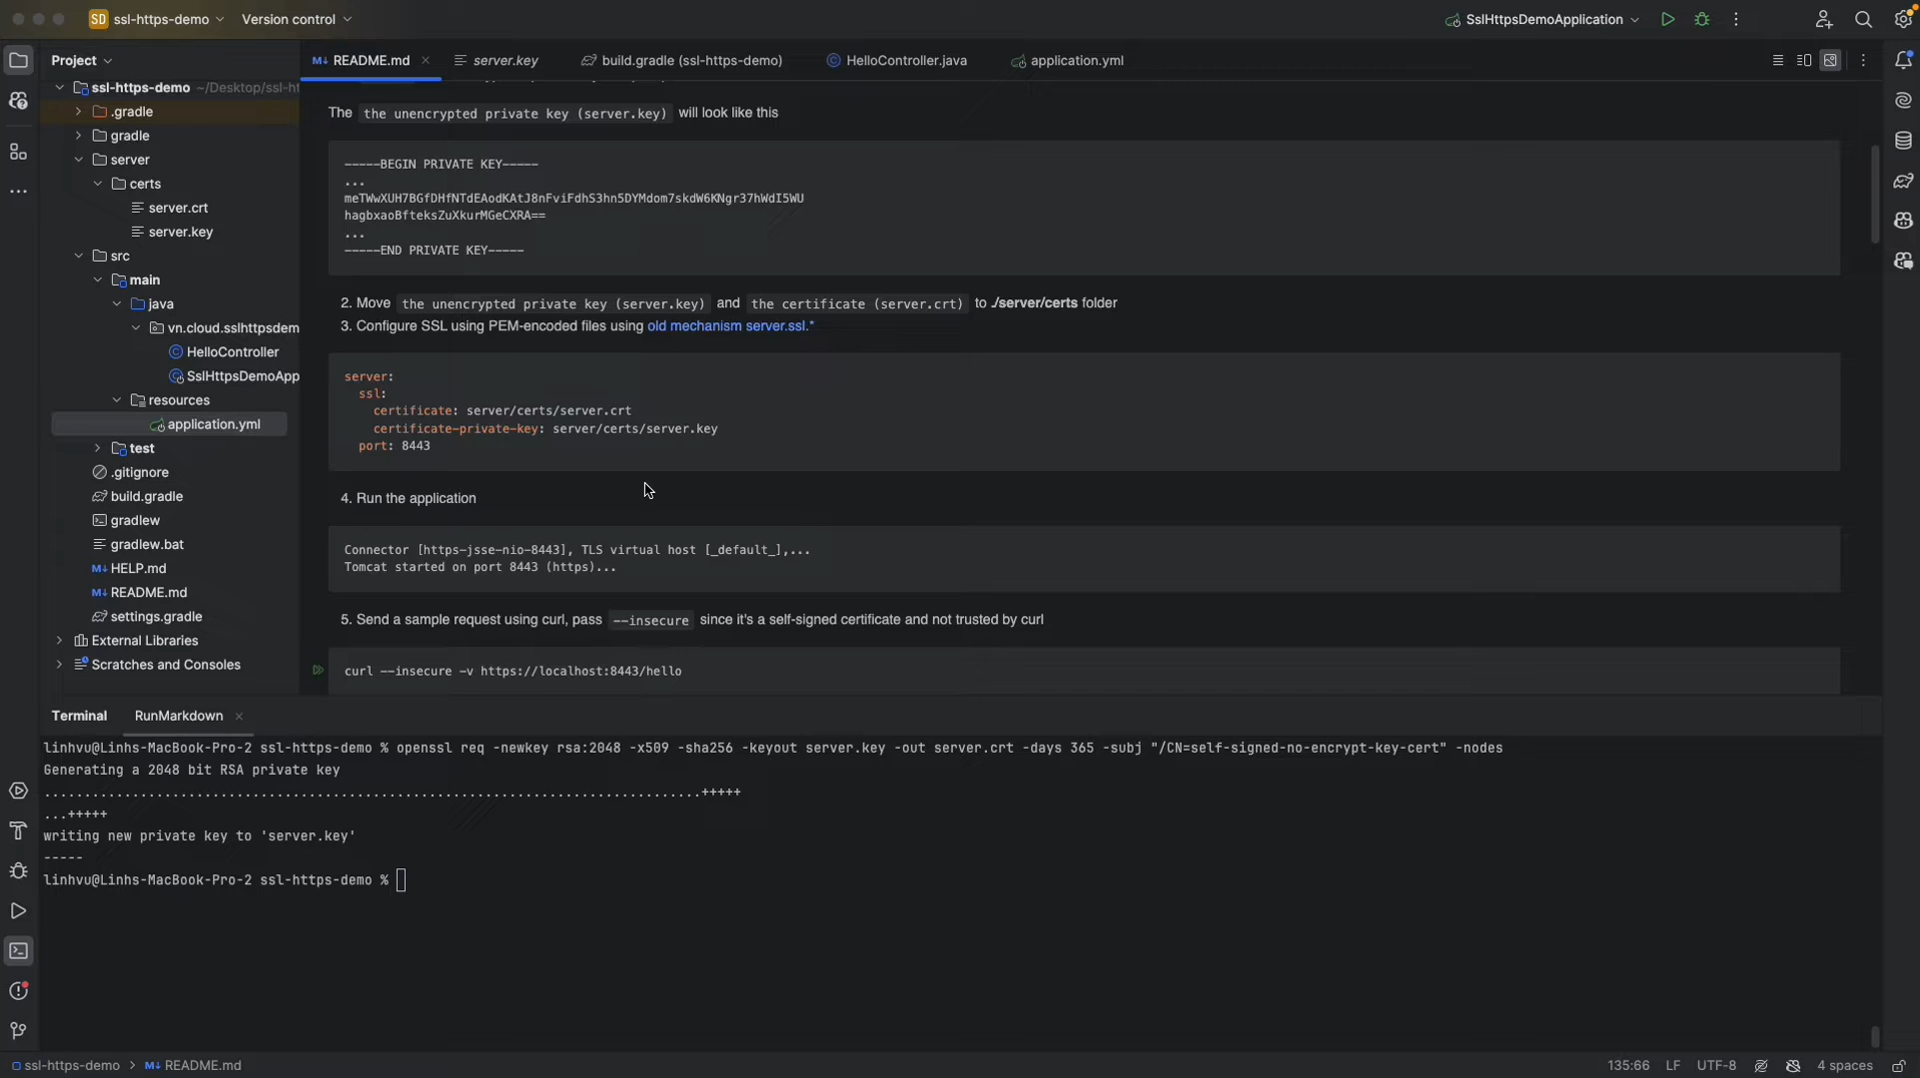 SD ssl-https-demo Version control SslHttpsDemoApplication
Project
README.md server.key build.gradle (ssl-https-demo) HelloController.java application.yml
ssl-https-demo ~/Desktop/ssl-ht
.gradle
gradle
server
certs
server.crt
server.key
src
main
java
vn.cloud.sslhttpsdem
HelloController
SslHttpsDemoApp
resources
application.yml
test
.gitignore
build.gradle
gradlew
gradlew.bat
HELP.md
README.md
settings.gradle
External Libraries
Scratches and Consoles
The the unencrypted private key (server.key) will look like this
-----BEGIN PRIVATE KEY-----
...
meTWwXUH7BGfDHfNTdEAodKAtJ8nFviFdhS3hn5DYMdom7skdW6KNgr37hWdI5WU
hagbxaoBfteksZuXkurMGeCXRA==
...
-----END PRIVATE KEY-----
2. Move the unencrypted private key (server.key) and the certificate (server.crt) to ./server/certs folder
3. Configure SSL using PEM-encoded files using old mechanism server.ssl.*
server:
ssl:
certificate: server/certs/server.crt
certificate-private-key: server/certs/server.key
port: 8443
4. Run the application
Connector [https-jsse-nio-8443], TLS virtual host [_default_],...
Tomcat started on port 8443 (https)...
5. Send a sample request using curl, pass --insecure since it's a self-signed certificate and not trusted by curl
curl --insecure -v https://localhost:8443/hello
Terminal RunMarkdown
linhvu@Linhs-MacBook-Pro-2 ssl-https-demo % openssl req -newkey rsa:2048 -x509 -sha256 -keyout server.key -out server.crt -days 365 -subj "/CN=self-signed-no-encrypt-key-cert" -nodes
Generating a 2048 bit RSA private key
..................................................................................+++++
...+++++
writing new private key to 'server.key'
-----
linhvu@Linhs-MacBook-Pro-2 ssl-https-demo %
ssl-https-demo > README.md 135:66 LF UTF-8 4 spaces